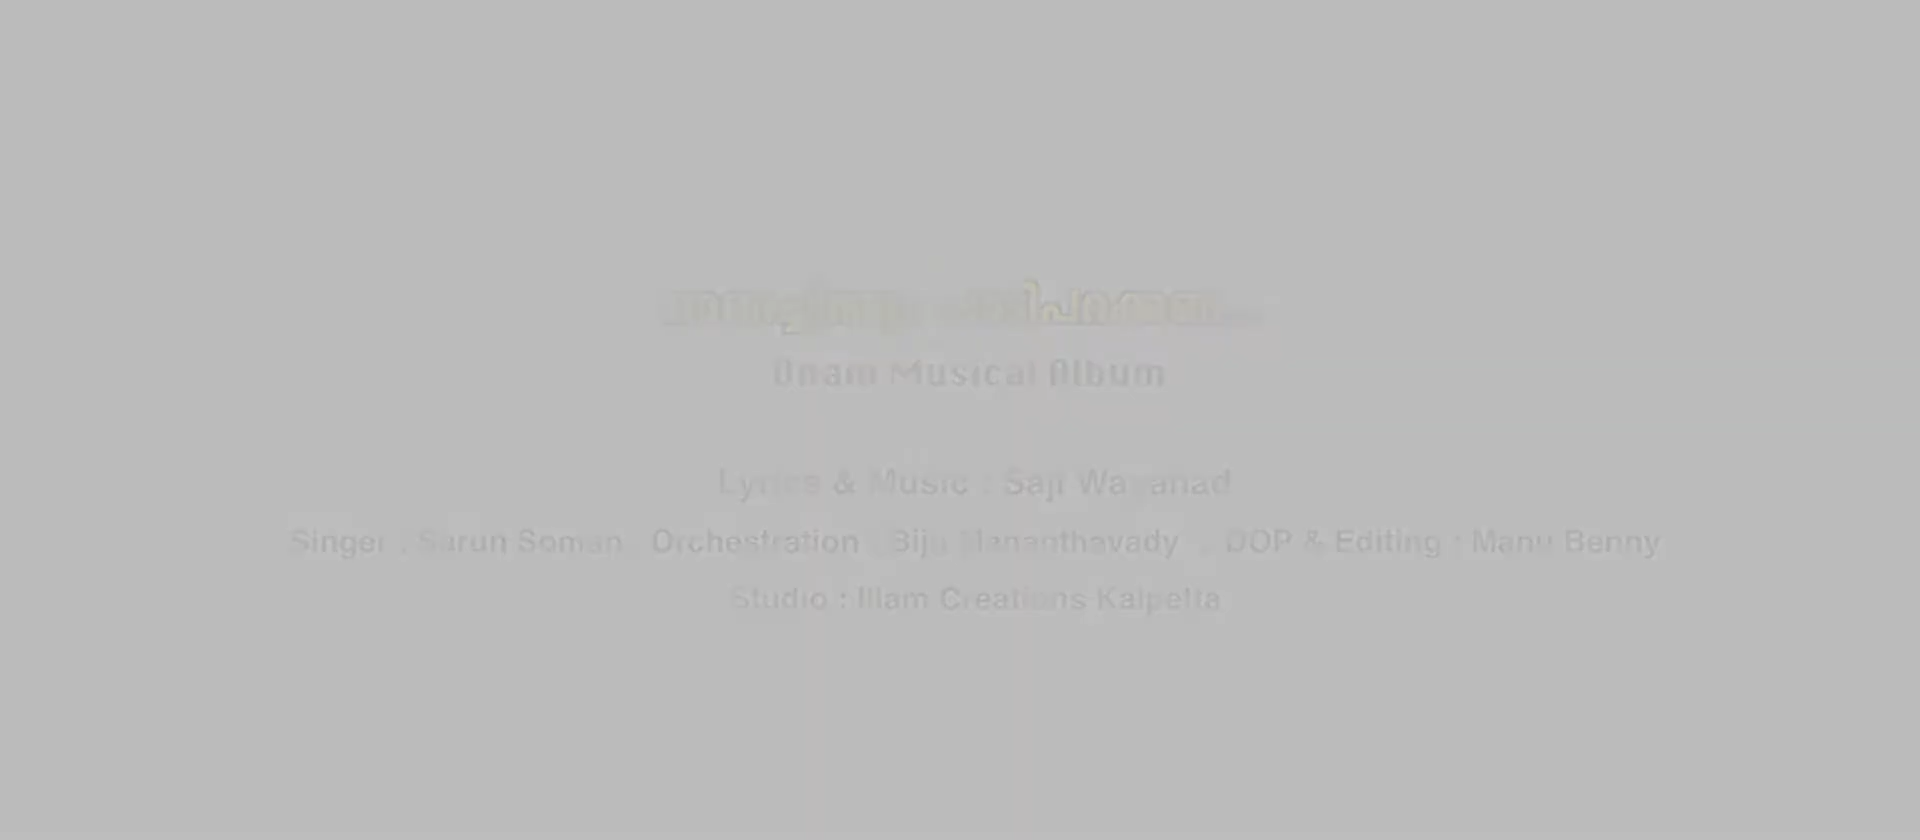 Onam Musical Album
Lyrics & Music : Saji Wayanad
Singer : Sarun Soman Orchestration : Biju Mananthavady . DOP & Editing : Manu Benny
Studio : Illam Creations Kalpetta